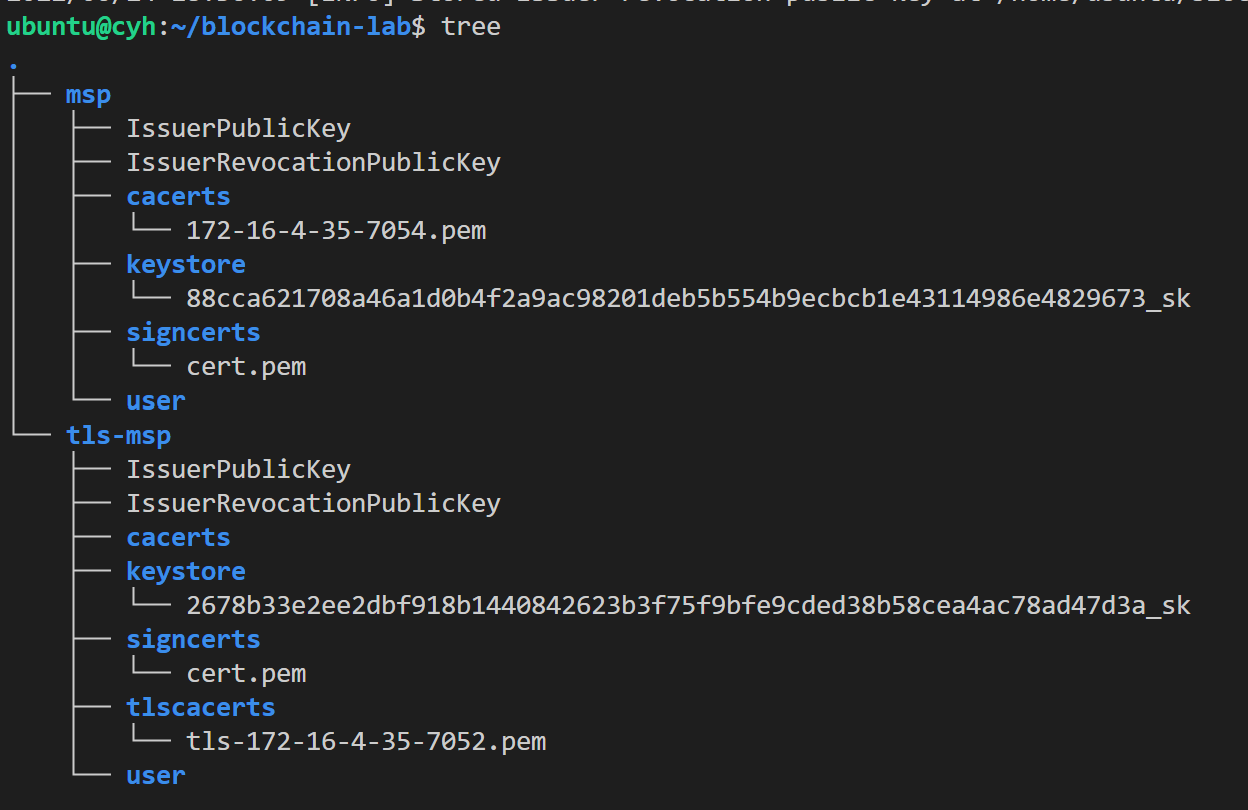 ubuntu@cyh:~/blockchain-lab$ tree
.
├── msp
│   ├── IssuerPublicKey
│   ├── IssuerRevocationPublicKey
│   ├── cacerts
│   │   └── 172-16-4-35-7054.pem
│   ├── keystore
│   │   └── 88cca621708a46a1d0b4f2a9ac98201deb5b554b9ecbcb1e43114986e4829673_sk
│   ├── signcerts
│   │   └── cert.pem
│   └── user
└── tls-msp
    ├── IssuerPublicKey
    ├── IssuerRevocationPublicKey
    ├── cacerts
    ├── keystore
    │   └── 2678b33e2ee2dbf918b1440842623b3f75f9bfe9cded38b58cea4ac78ad47d3a_sk
    ├── signcerts
    │   └── cert.pem
    ├── tlscacerts
    │   └── tls-172-16-4-35-7052.pem
    └── user